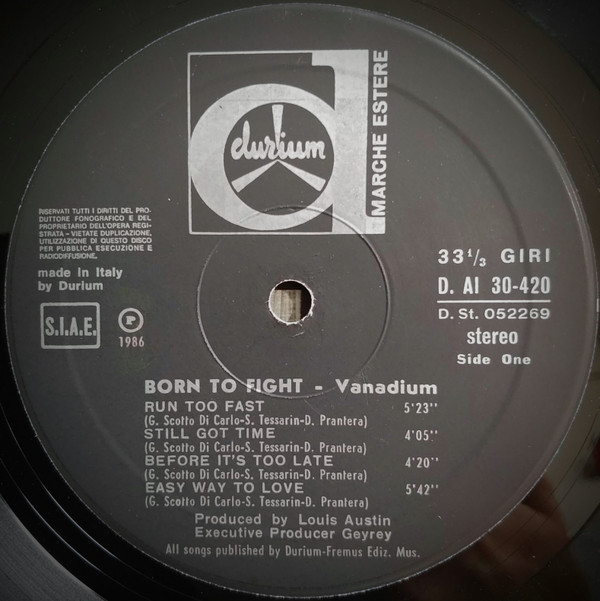 durium
MARCHE ESTERE
RISERVATI TUTTI I DIRITTI DEL PRO-
DUTTORE FONOGRAFICO E DEL
PROPRIETARIO DELL'OPERA REGI-
STRATA - VIETATE DUPLICAZIONE,
UTILIZZAZIONE DI QUESTO DISCO
PER PUBBLICA ESECUZIONE E
RADIODIFFUSIONE.
made in Italy
by Durium
S.I.A.E.
P
1986
33 1/3 GIRI
D. AI 30-420
D. St. 052269
stereo
Side One
BORN TO FIGHT - Vanadium
RUN TOO FAST 5'23''
(G. Scotto Di Carlo-S. Tessarin-D. Prantera)
STILL GOT TIME 4'05''
(G. Scotto Di Carlo-S. Tessarin-D. Prantera)
BEFORE IT'S TOO LATE 4'20''
(G. Scotto Di Carlo-S. Tessarin-D. Prantera)
EASY WAY TO LOVE 5'42''
(G. Scotto Di Carlo-S. Tessarin-D. Prantera)
Produced by Louis Austin
Executive Producer Geyrey
All songs published by Durium-Fremus Ediz. Mus.